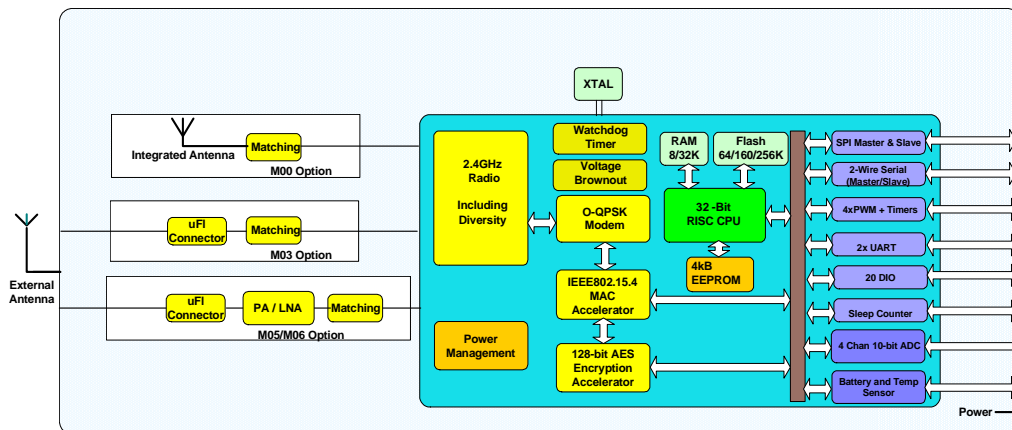 XTAL
Integrated Antenna
Matching
M00 Option
uFl
Connector
Matching
M03 Option
External
Antenna
uFl
Connector
PA / LNA
Matching
M05/M06 Option
2.4GHz
Radio
Including
Diversity
Power
Management
Watchdog
Timer
Voltage
Brownout
O-QPSK
Modem
IEEE802.15.4
MAC
Accelerator
128-bit AES
Encryption
Accelerator
RAM
8/32K
Flash
64/160/256K
32-Bit
RISC CPU
4kB
EEPROM
SPI Master & Slave
2-Wire Serial
(Master/Slave)
4xPWM + Timers
2x UART
20 DIO
Sleep Counter
4 Chan 10-bit ADC
Battery and Temp
Sensor
Power